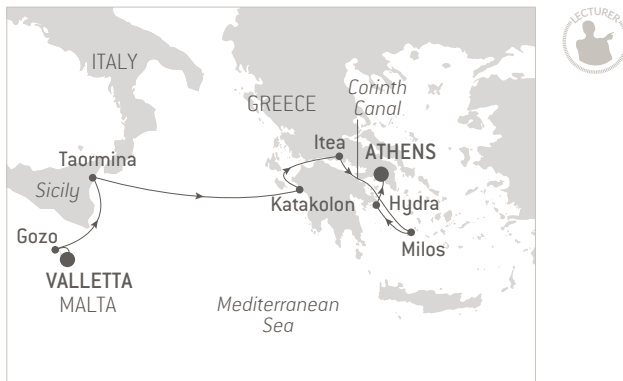 LECTURER
ITALY
GREECE
Corinth
Canal
Itea
ATHENS
Taormina
Sicily
Katakolon
Hydra
Gozo
Milos
VALLETTA
MALTA
Mediterranean
Sea